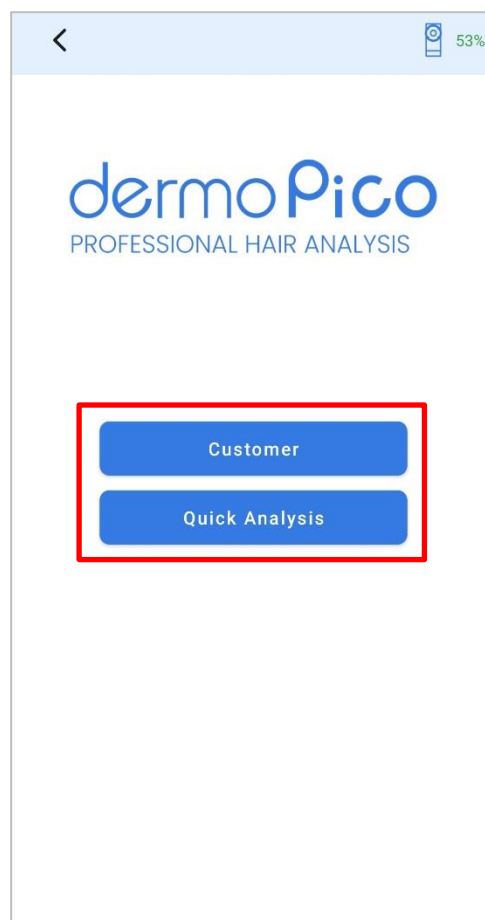 53%
dermoPico
PROFESSIONAL HAIR ANALYSIS
Customer
Quick Analysis